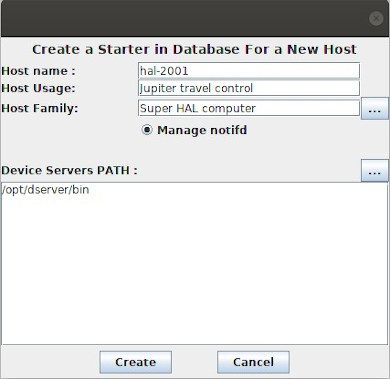 Create a Starter in Database For a New Host
Host name : hal-2001
Host Usage: Jupiter travel control
Host Family: Super HAL computer ...
Manage notifd
Device Servers PATH : ...
/opt/dserver/bin
Create Cancel